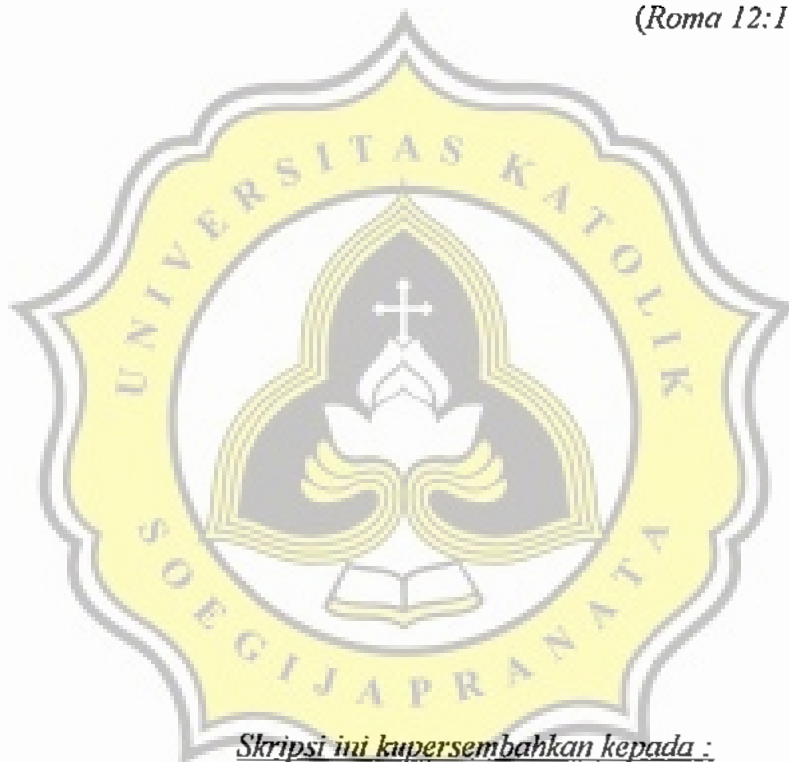 (Roma 12:1
UNIVERSITAS KATOLIK
SOEGIJAPRANATA
Skripsi ini kupersembahkan kepada :